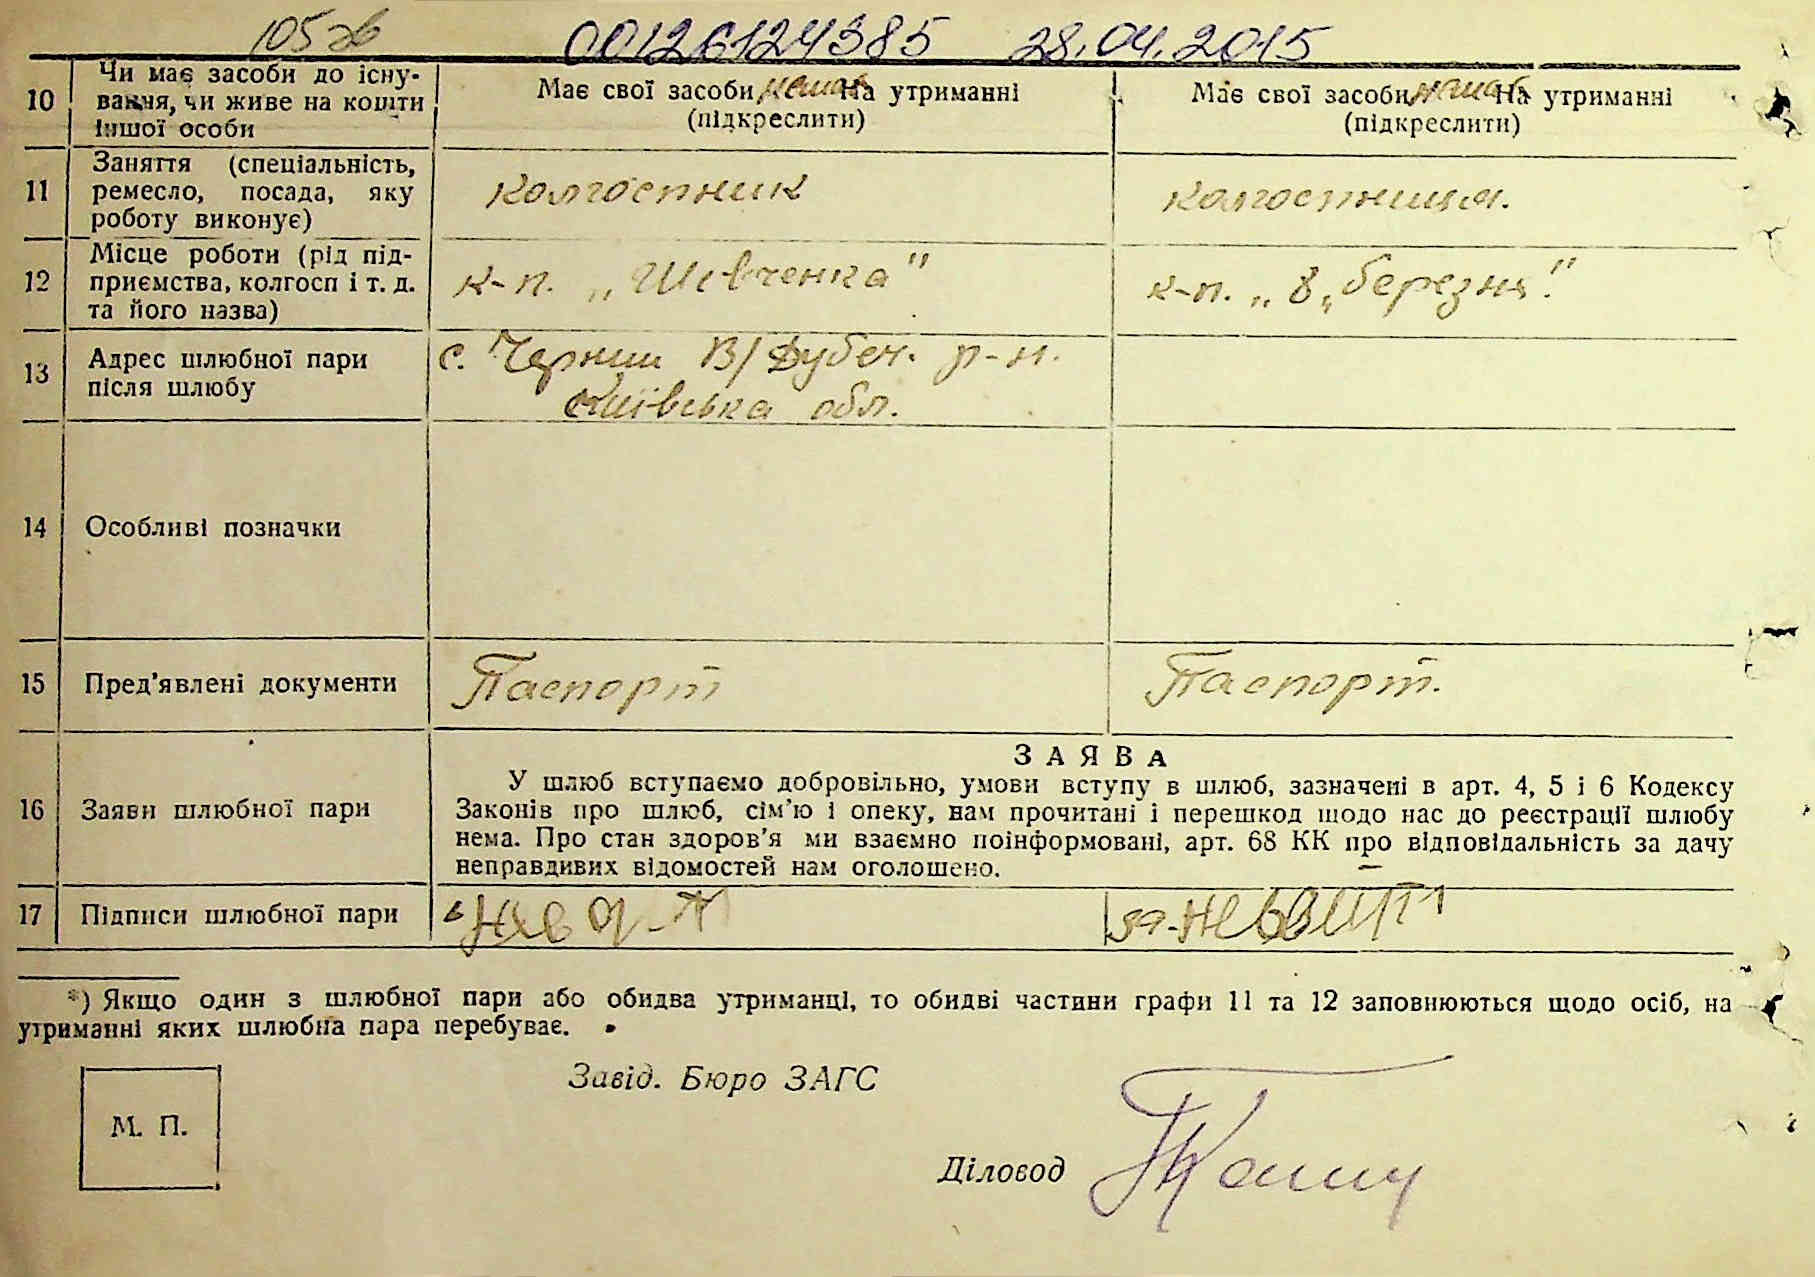 105 зв 00126124385 28.04.2015
10 Чи має засоби до існу-
вання, чи живе на кошти
іншої особи
Має свої засоби На утриманні
(підкреслити)
Має свої засоби На утриманні
(підкреслити)
11 Заняття (спеціальність,
ремесло, посада, яку
роботу виконує)
колгоспник
колгоспниця.
12 Місце роботи (рід під-
приємства, колгосп і т. д.
та його назва)
к-п. „Шевченка"
к-п. „8„ березня".
13 Адрес шлюбної пари
після шлюбу
с. В/Дубеч. р-н.
Київська обл.
14 Особливі позначки
15 Пред'явлені документи
Паспорт
Паспорт.
16 Заяви шлюбної пари
ЗАЯВА
У шлюб вступаємо добровільно, умови вступу в шлюб, зазначені в арт. 4, 5 і 6 Кодексу
Законів про шлюб, сім'ю і опеку, нам прочитані і перешкод щодо нас до реєстрації шлюбу
нема. Про стан здоров'я ми взаємно поінформовані, арт. 68 КК про відповідальність за дачу
неправдивих відомостей нам оголошено.
17 Підписи шлюбної пари
*) Якщо один з шлюбної пари або обидва утриманці, то обидві частини графи 11 та 12 заповнюються щодо осіб, на
утриманні яких шлюбна пара перебуває.
Завід. Бюро ЗАГС
М. П.
Діловод